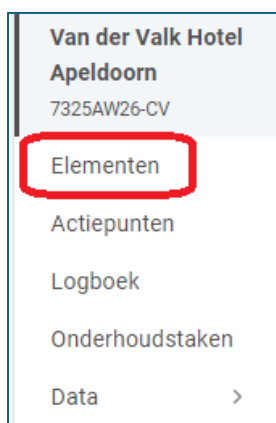 Van der Valk Hotel
Apeldoorn
7325AW26-CV
Elementen
Actiepunten
Logboek
Onderhoudstaken
Data